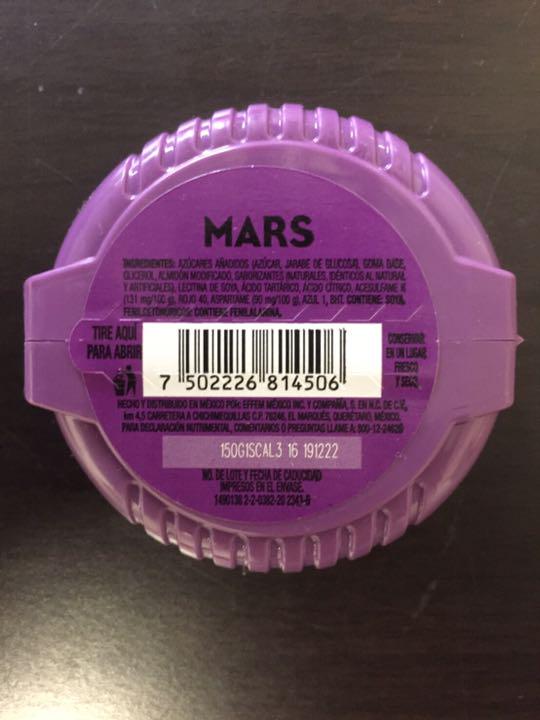 MARS
INGREDIENTES: AZÚCARES AÑADIDOS (AZÚCAR, JARABE DE GLUCOSA), GOMA BASE,
GLICEROL, ALMIDÓN MODIFICADO, SABORIZANTES (NATURALES, IDÉNTICOS AL NATURAL
Y ARTIFICIALES), LECITINA DE SOYA, ÁCIDO TARTÁRICO, ÁCIDO CÍTRICO, ACESULFAME K
(131 mg/100 g), ROJO 40, ASPARTAME (90 mg/100 g), AZUL 1, BHT. CONTIENE: SOYA.
FENILCETONÚRICOS: CONTIENE FENILALANINA.
TIRE AQUÍ
PARA ABRIR
CONSERVAR
EN UN LUGAR
FRESCO
Y SECO
7 502226 814506
HECHO Y DISTRIBUIDO EN MÉXICO POR: EFFEM MÉXICO INC. Y COMPAÑÍA, S. EN N.C. DE C.V.,
km 4.5 CARRETERA A CHICHIMEQUILLAS C.P. 76246, EL MARQUÉS, QUERÉTARO, MÉXICO.
PARA DECLARACIÓN NUTRIMENTAL, COMENTARIOS O PREGUNTAS LLAME A: 800-12-24620
150G1SCAL3 16 191222
NO. DE LOTE Y FECHA DE CADUCIDAD
IMPRESOS EN EL ENVASE.